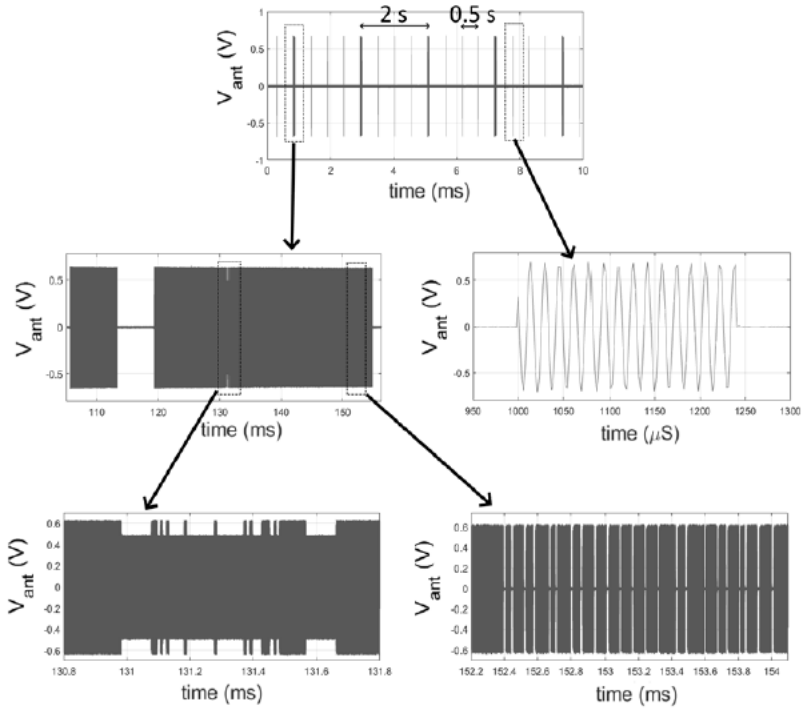 2 s 0.5 s
1
0.5
0
-0.5
-1
V_ant (V)
0 2 4 6 8 10
time (ms)
0.5
0
-0.5
V_ant (V)
110 120 130 140 150
time (ms)
0.5
0
-0.5
V_ant (V)
950 1000 1050 1100 1150 1200 1250 1300
time (μS)
0.6
0.4
0.2
0
-0.2
-0.4
-0.6
V_ant (V)
130.8 131 131.2 131.4 131.6 131.8
time (ms)
0.6
0.4
0.2
0
-0.2
-0.4
-0.6
V_ant (V)
152.2 152.4 152.6 152.8 153 153.2 153.4 153.6 153.8 154
time (ms)